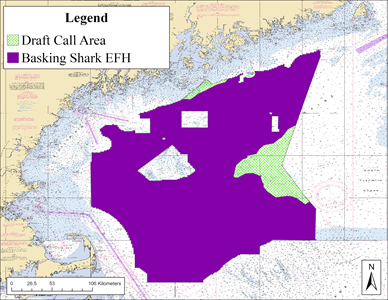 Legend
Draft Call Area
Basking Shark EFH
0 26.5 53 106 Kilometers
N